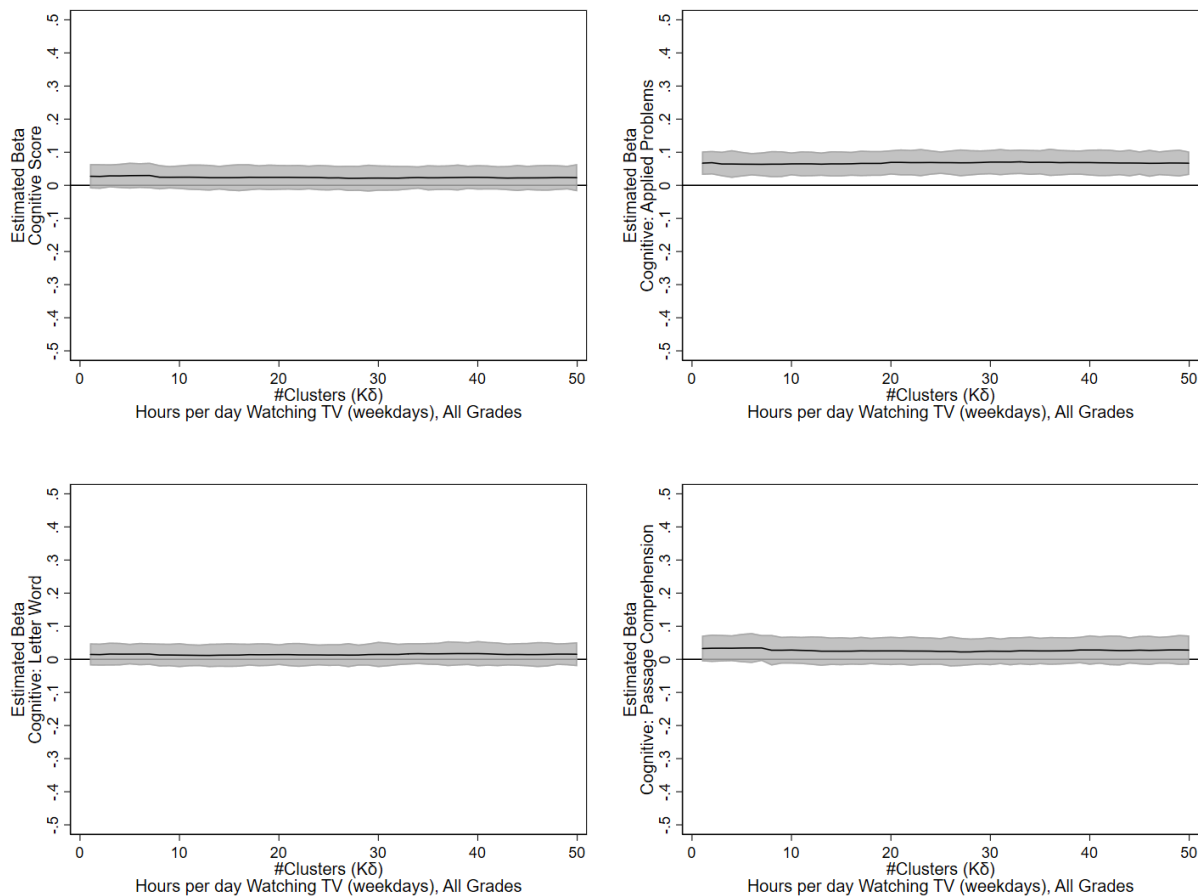 Estimated Beta
Cognitive Score
.5
.4
.3
.2
.1
0
-.1
-.2
-.3
-.4
-.5
0 10 20 30 40 50
#Clusters (Kδ)
Hours per day Watching TV (weekdays), All Grades
Estimated Beta
Cognitive: Applied Problems
.5
.4
.3
.2
.1
0
-.1
-.2
-.3
-.4
-.5
0 10 20 30 40 50
#Clusters (Kδ)
Hours per day Watching TV (weekdays), All Grades
Estimated Beta
Cognitive: Letter Word
.5
.4
.3
.2
.1
0
-.1
-.2
-.3
-.4
-.5
0 10 20 30 40 50
#Clusters (Kδ)
Hours per day Watching TV (weekdays), All Grades
Estimated Beta
Cognitive: Passage Comprehension
.5
.4
.3
.2
.1
0
-.1
-.2
-.3
-.4
-.5
0 10 20 30 40 50
#Clusters (Kδ)
Hours per day Watching TV (weekdays), All Grades